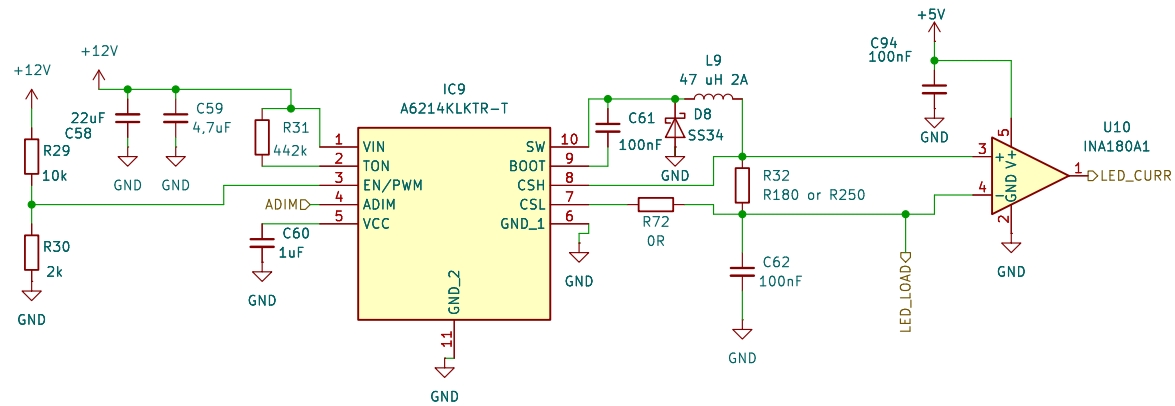 +5V
C94
100nF
GND
+12V
+12V
22uF
C58
C59
4,7uF
GND
GND
R29
10k
R30
2k
GND
R31
442k
ADIM
C60
1uF
GND
IC9
A6214KLKTR-T
1 VIN
2 TON
3 EN/PWM
4 ADIM
5 VCC
SW 10
BOOT 9
CSH 8
CSL 7
GND_1 6
GND_2
11
GND
GND
C61
100nF
L9
47 uH 2A
D8
SS34
GND
R32
R180 or R250
R72
0R
C62
100nF
GND
LED_LOAD
U10
INA180A1
3 +
4 -
5 V+
GND 2
1 LED_CURR
GND